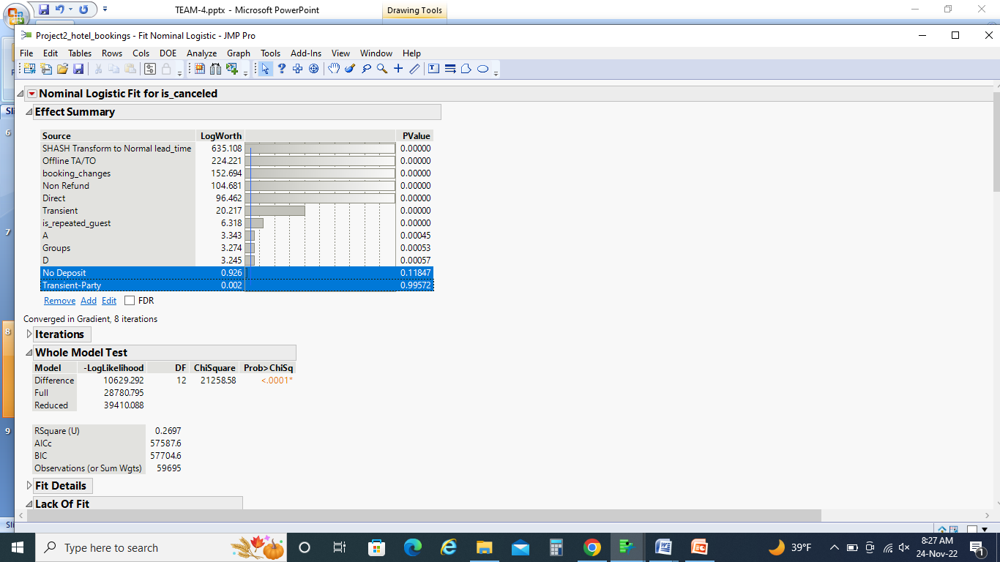 TEAM-4.pptx - Microsoft PowerPoint
Drawing Tools
Project2_hotel_bookings - Fit Nominal Logistic - JMP Pro
File Edit Tables Rows Cols DOE Analyze Graph Tools Add-Ins View Window Help
Nominal Logistic Fit for is_canceled
Effect Summary
Source LogWorth PValue
SHASH Transform to Normal lead_time 635.108 0.00000
Offline TA/TO 224.221 0.00000
booking_changes 152.694 0.00000
Non Refund 104.681 0.00000
Direct 96.462 0.00000
Transient 20.217 0.00000
is_repeated_guest 6.318 0.00000
A 3.343 0.00045
Groups 3.274 0.00053
D 3.245 0.00057
No Deposit 0.926 0.11847
Transient-Party 0.002 0.99572
Remove Add Edit FDR
Converged in Gradient, 8 iterations
Iterations
Whole Model Test
Model -LogLikelihood DF ChiSquare Prob>ChiSq
Difference 10629.292 12 21258.58 <.0001*
Full 28780.795
Reduced 39410.088
RSquare (U) 0.2697
AICc 57587.6
BIC 57704.6
Observations (or Sum Wgts) 59695
Fit Details
Lack Of Fit
Sli
6
7
8
9
Sli
Type here to search
39°F
8:27 AM
24-Nov-22
1